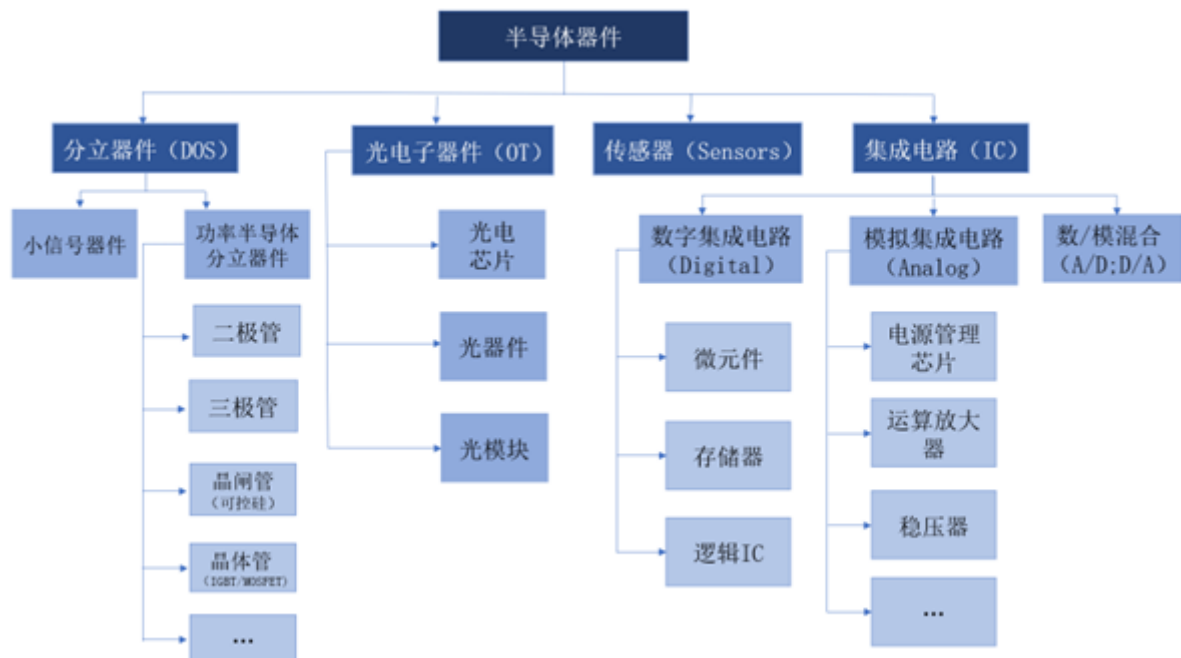 半导体器件
分立器件（DOS）
光电子器件（OT）
传感器（Sensors）
集成电路（IC）
小信号器件
功率半导体
分立器件
光电
芯片
数字集成电路
（Digital）
模拟集成电路
（Analog）
数/模混合
（A/D;D/A）
二极管
三极管
晶闸管
（可控硅）
晶体管
（IGBT/MOSFET）
…
光器件
光模块
微元件
存储器
逻辑IC
电源管理
芯片
运算放大
器
稳压器
…